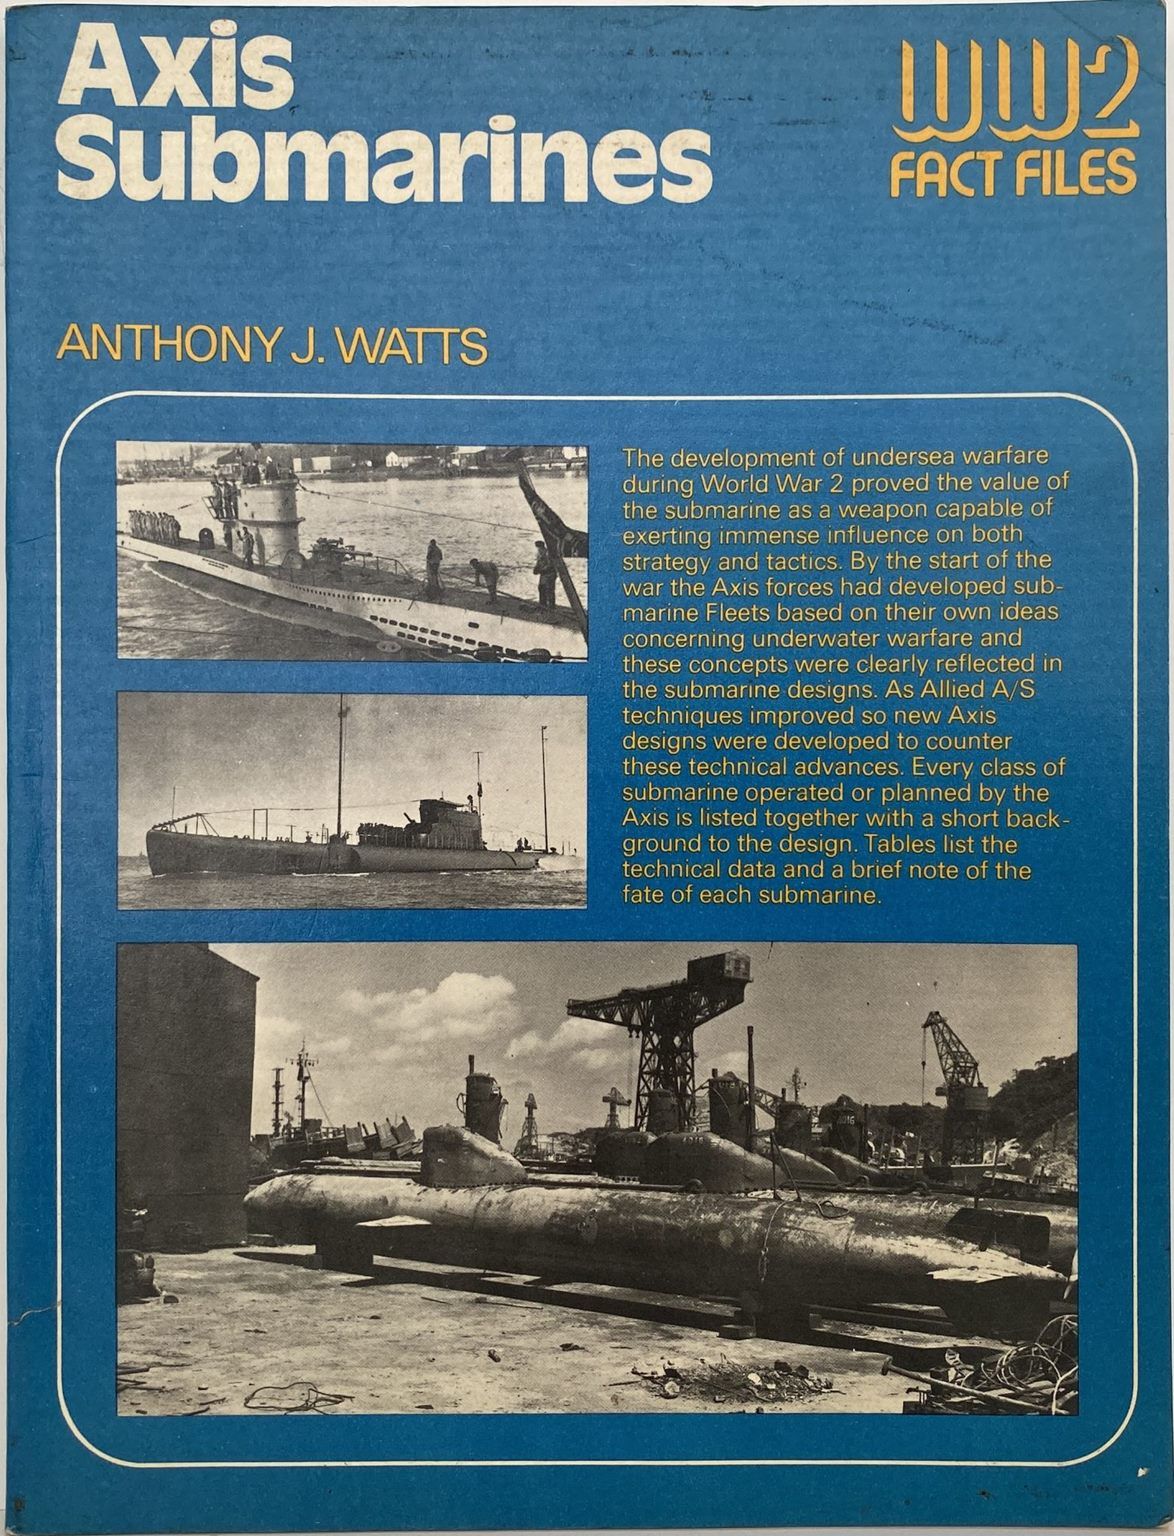 Axis
Submarines
WW2
FACT FILES
ANTHONY J. WATTS
The development of undersea warfare
during World War 2 proved the value of
the submarine as a weapon capable of
exerting immense influence on both
strategy and tactics. By the start of the
war the Axis forces had developed sub-
marine Fleets based on their own ideas
concerning underwater warfare and
these concepts were clearly reflected in
the submarine designs. As Allied A/S
techniques improved so new Axis
designs were developed to counter
these technical advances. Every class of
submarine operated or planned by the
Axis is listed together with a short back-
ground to the design. Tables list the
technical data and a brief note of the
fate of each submarine.